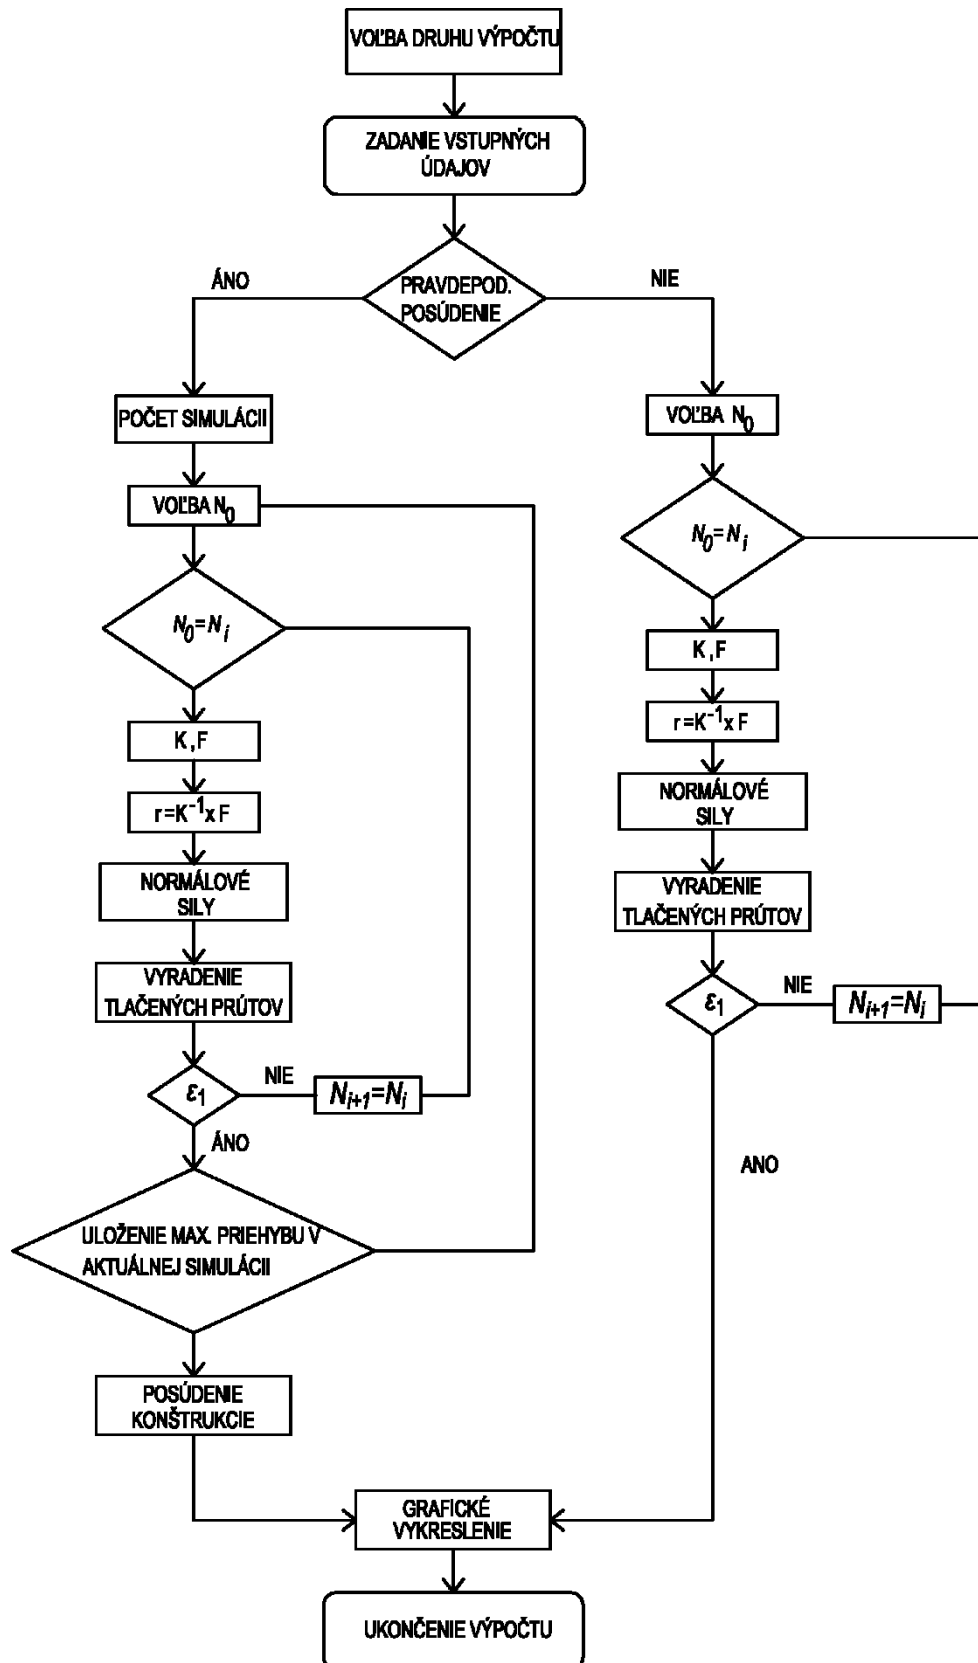 VOĽBA DRUHU VÝPOČTU
ZADANIE VSTUPNÝCH
ÚDAJOV
ÁNO
PRAVDEPOD.
POSÚDENIE
NIE
POČET SIMULÁCII
VOĽBA N₀
N₀=Nᵢ
K,F
r=K⁻¹xF
NORMÁLOVÉ
SILY
VYRADENIE
TLAČENÝCH PRÚTOV
ε₁
NIE
Nᵢ₊₁=Nᵢ
ÁNO
ULOŽENIE MAX. PRIEHYBU V
AKTUÁLNEJ SIMULÁCII
POSÚDENIE
KONŠTRUKCIE
VOĽBA N₀
N₀=Nᵢ
K,F
r=K⁻¹xF
NORMÁLOVÉ
SILY
VYRADENIE
TLAČENÝCH PRÚTOV
ε₁
NIE
Nᵢ₊₁=Nᵢ
ANO
GRAFICKÉ
VYKRESLENIE
UKONČENIE VÝPOČTU